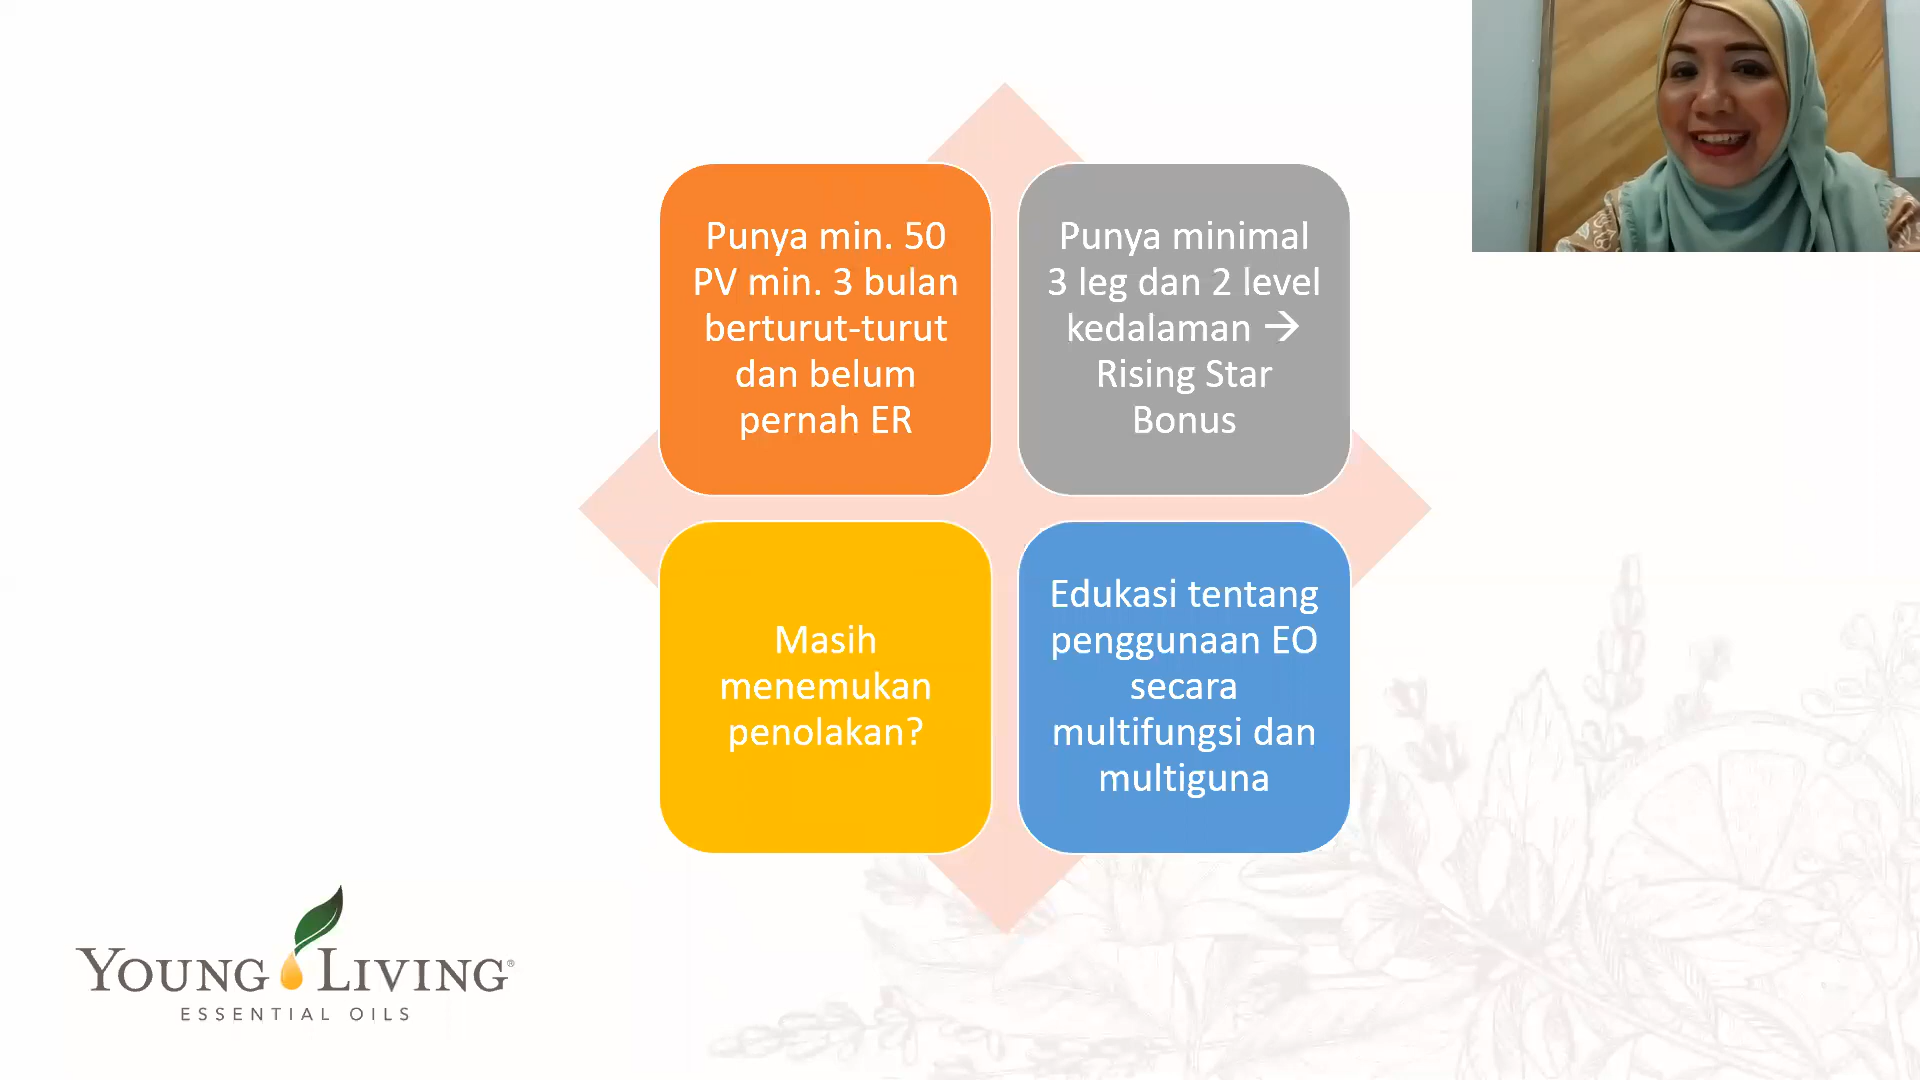 Punya min. 50
PV min. 3 bulan
berturut-turut
dan belum
pernah ER
Punya minimal
3 leg dan 2 level
kedalaman →
Rising Star
Bonus
Masih
menemukan
penolakan?
Edukasi tentang
penggunaan EO
secara
multifungsi dan
multiguna
YOUNG LIVING®
ESSENTIAL OILS